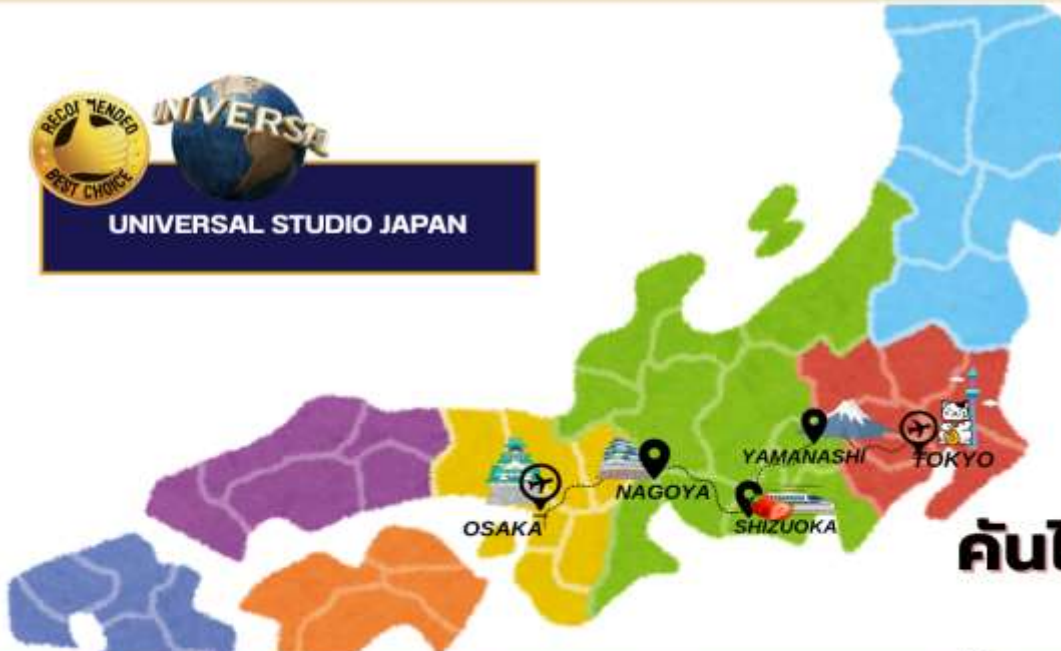 RECOMMENDED
BEST CHOICE
UNIVERSAL
UNIVERSAL STUDIO JAPAN
YAMANASHI
TOKYO
NAGOYA
OSAKA
SHIZUOKA